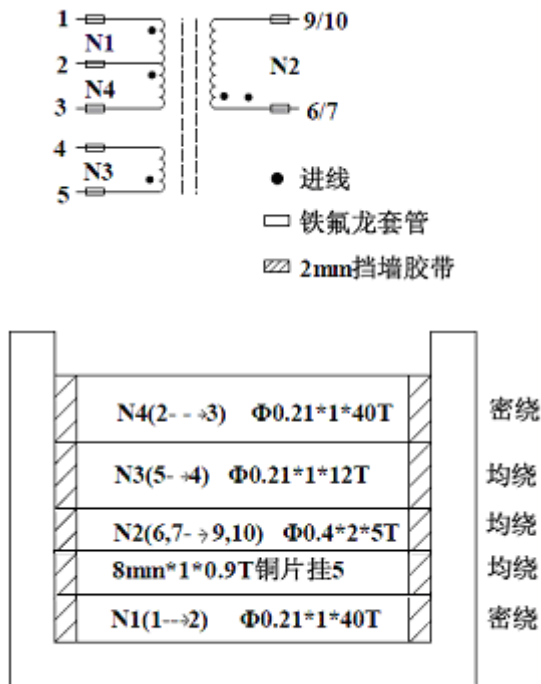 1
N1
2
N4
3
4
N3
5
9/10
N2
6/7
进线
铁氟龙套管
2mm挡墙胶带
N4(2--→3) Φ0.21*1*40T 密绕
N3(5-→4) Φ0.21*1*12T 均绕
N2(6,7-→9,10) Φ0.4*2*5T 均绕
8mm*1*0.9T铜片挂5 均绕
N1(1--→2) Φ0.21*1*40T 密绕